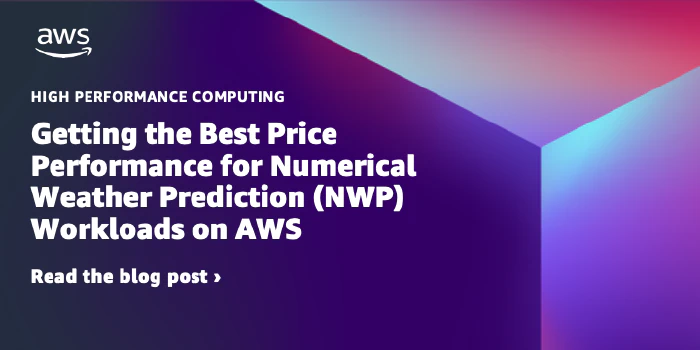 aws
HIGH PERFORMANCE COMPUTING
Getting the Best Price
Performance for Numerical
Weather Prediction (NWP)
Workloads on AWS
Read the blog post ›